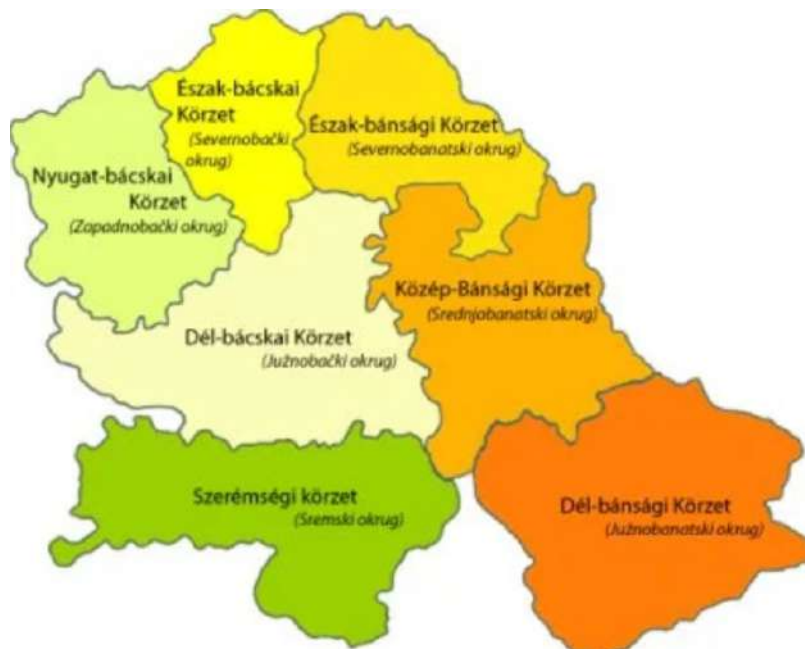 Észak-bácskai
Körzet
(Severnobački
okrug)
Észak-bánsági Körzet
(Severnobanatski okrug)
Nyugat-bácskai
Körzet
(Zapadnobački okrug)
Közép-Bánsági Körzet
(Srednjobanatski okrug)
Dél-bácskai Körzet
(Južnobački okrug)
Szerémségi körzet
(Sremski okrug)
Dél-bánsági Körzet
(Južnobanatski okrug)